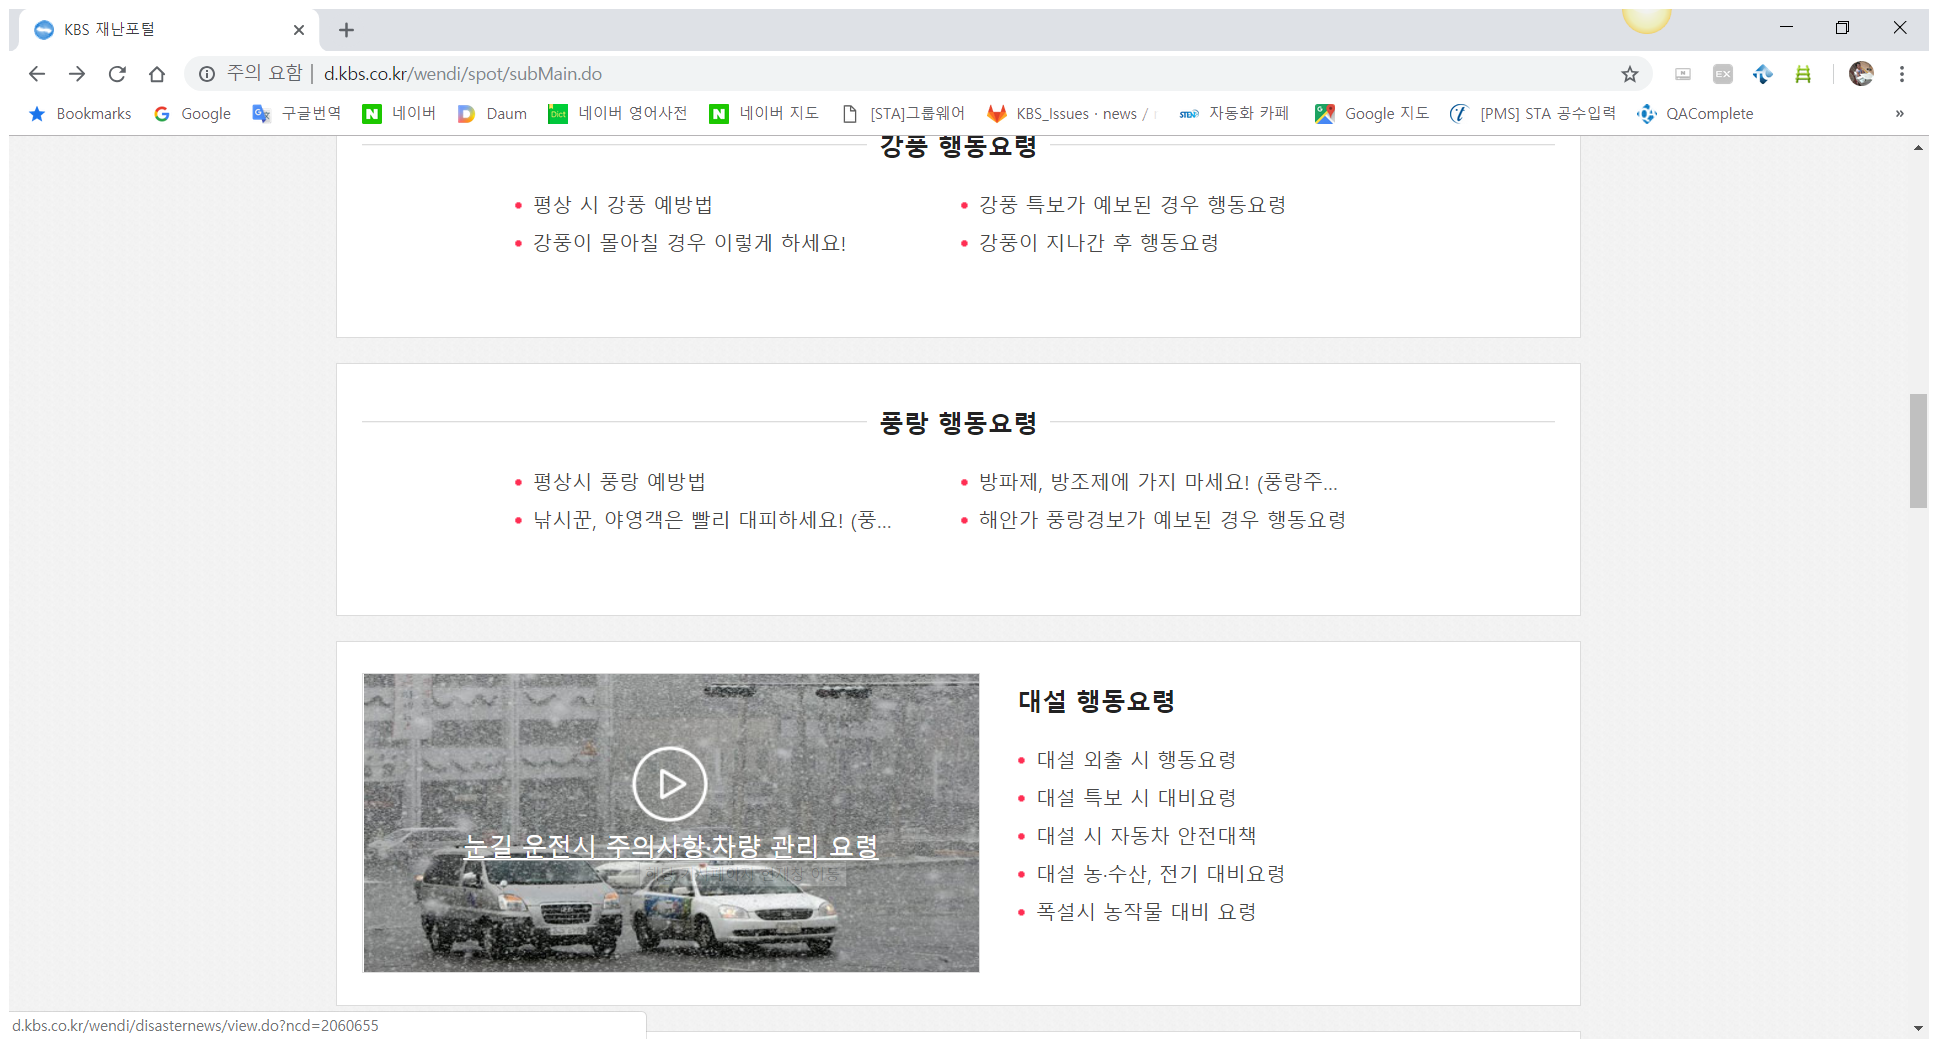 KBS 재난포털
주의 요함 | d.kbs.co.kr/wendi/spot/subMain.do
EX
Bookmarks Google 구글번역 네이버 Daum Dict 네이버 영어사전 네이버 지도 [STA]그룹웨어 KBS_Issues · news / STEN 자동화 카페 Google 지도 [PMS] STA 공수입력 QAComplete »
강풍 행동요령
평상 시 강풍 예방법
강풍 특보가 예보된 경우 행동요령
강풍이 몰아칠 경우 이렇게 하세요!
강풍이 지나간 후 행동요령
풍랑 행동요령
평상시 풍랑 예방법
방파제, 방조제에 가지 마세요! (풍랑주...
낚시꾼, 야영객은 빨리 대피하세요! (풍...
해안가 풍랑경보가 예보된 경우 행동요령
눈길 운전시 주의사항·차량 관리 요령
대설 행동요령
대설 외출 시 행동요령
대설 특보 시 대비요령
대설 시 자동차 안전대책
대설 농·수산, 전기 대비요령
폭설시 농작물 대비 요령
d.kbs.co.kr/wendi/disasternews/view.do?ncd=2060655